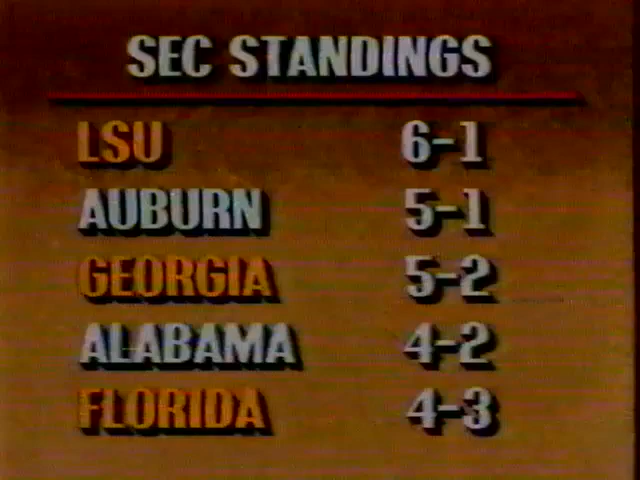 SEC STANDINGS
LSU 6-1
AUBURN 5-1
GEORGIA 5-2
ALABAMA 4-2
FLORIDA 4-3